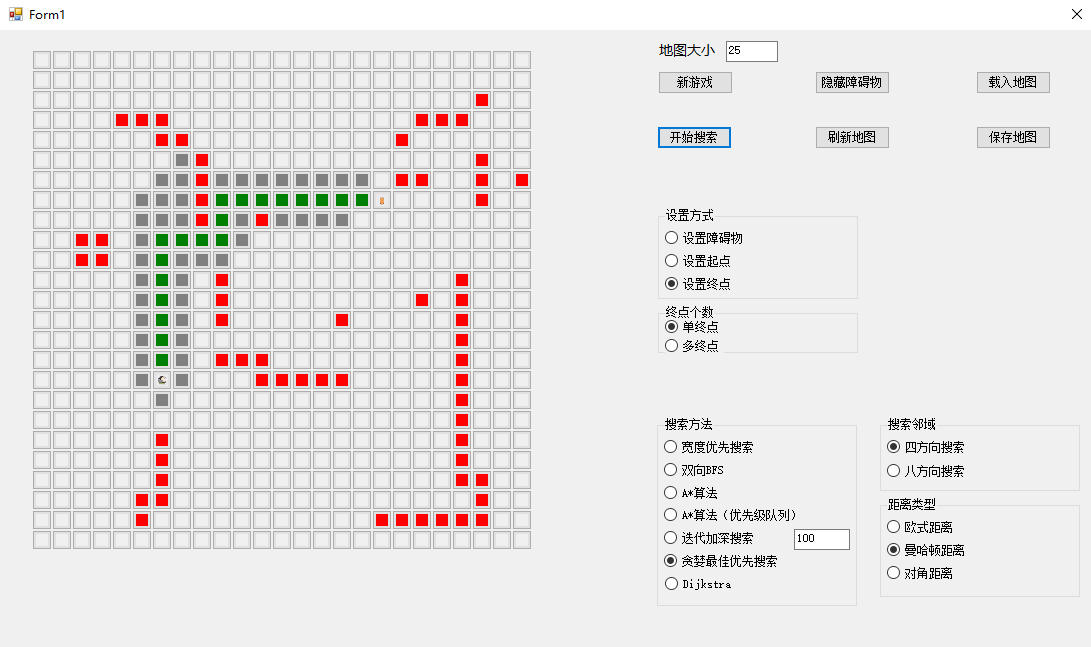 Form1
地图大小 25
新游戏 隐藏障碍物 载入地图
开始搜索 刷新地图 保存地图
设置方式
设置障碍物
设置起点
设置终点
终点个数
单终点
多终点
搜索方法
宽度优先搜索
双向BFS
A*算法
A*算法（优先级队列）
迭代加深搜索 100
贪婪最佳优先搜索
Dijkstra
搜索邻域
四方向搜索
八方向搜索
距离类型
欧式距离
曼哈顿距离
对角距离